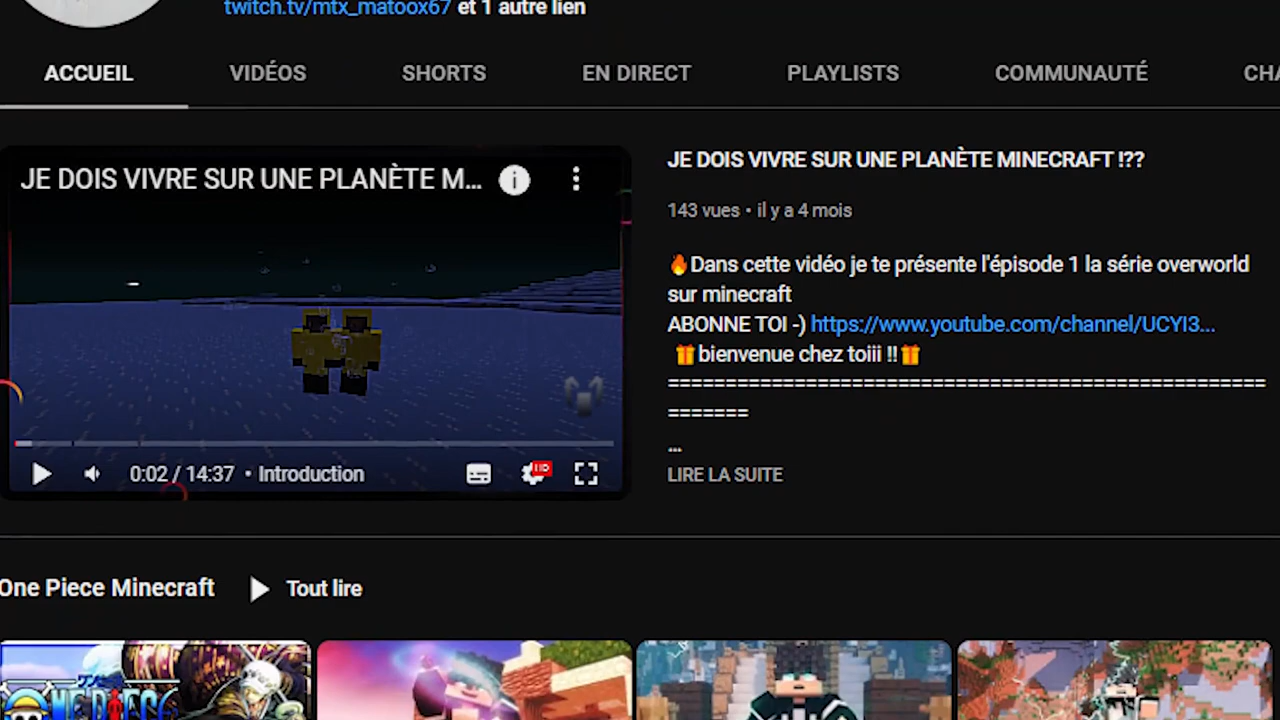 twitch.tv/mtx_matoox67 et 1 autre lien
ACCUEIL VIDÉOS SHORTS EN DIRECT PLAYLISTS COMMUNAUTÉ
JE DOIS VIVRE SUR UNE PLANÈTE M...
JE DOIS VIVRE SUR UNE PLANÈTE MINECRAFT !??
143 vues • il y a 4 mois
🔥Dans cette vidéo je te présente l'épisode 1 la série overworld
sur minecraft
ABONNE TOI -) https://www.youtube.com/channel/UCYI3...
🎁bienvenue chez toiii !!🎁
====================================================
=======
...
LIRE LA SUITE
0:02 / 14:37 • Introduction
HD
One Piece Minecraft Tout lire
ONE PIECE